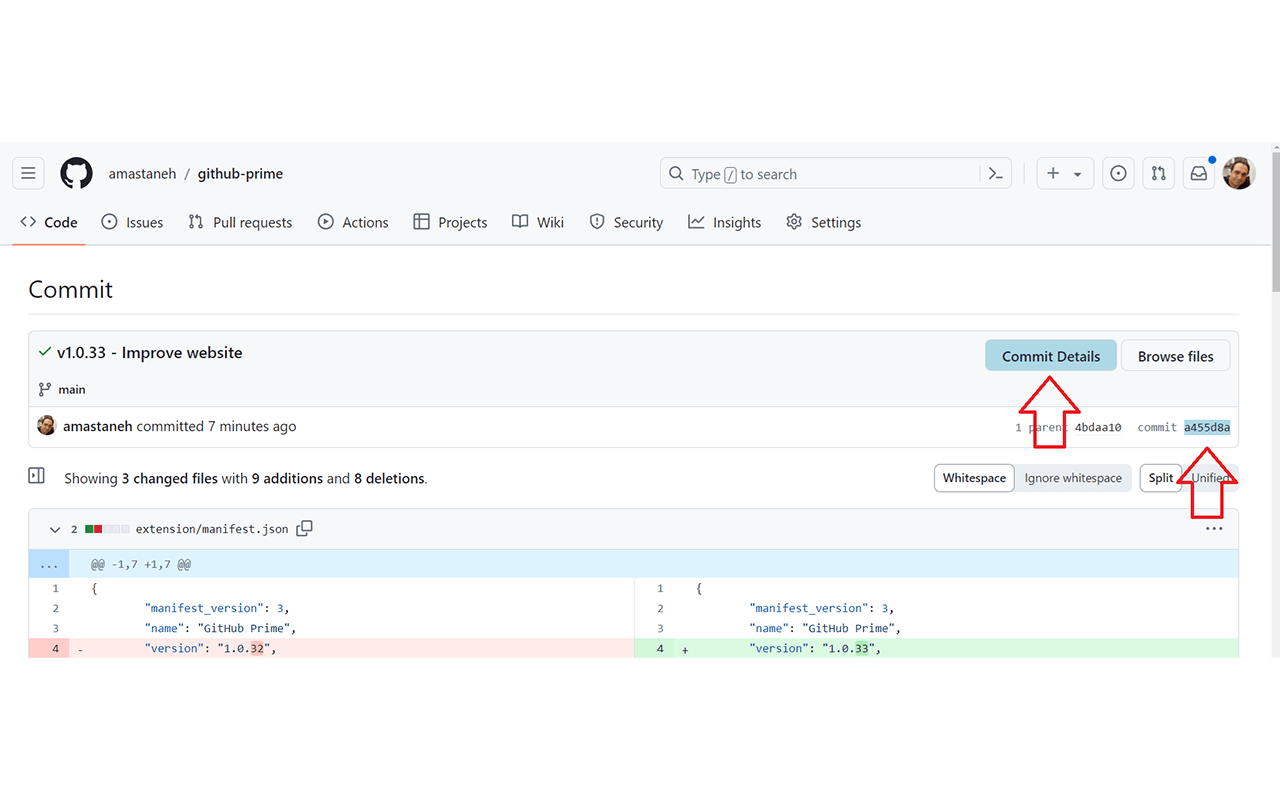 amastaneh / github-prime Type / to search
Code Issues Pull requests Actions Projects Wiki Security Insights Settings
Commit
v1.0.33 - Improve website Commit Details Browse files
main
amastaneh committed 7 minutes ago 1 parent 4bdaa10 commit a455d8a
Showing 3 changed files with 9 additions and 8 deletions. Whitespace Ignore whitespace Split Unified
2 extension/manifest.json
... @@ -1,7 +1,7 @@
1 { 1 {
2 "manifest_version": 3, 2 "manifest_version": 3,
3 "name": "GitHub Prime", 3 "name": "GitHub Prime",
4 - "version": "1.0.32", 4 + "version": "1.0.33",